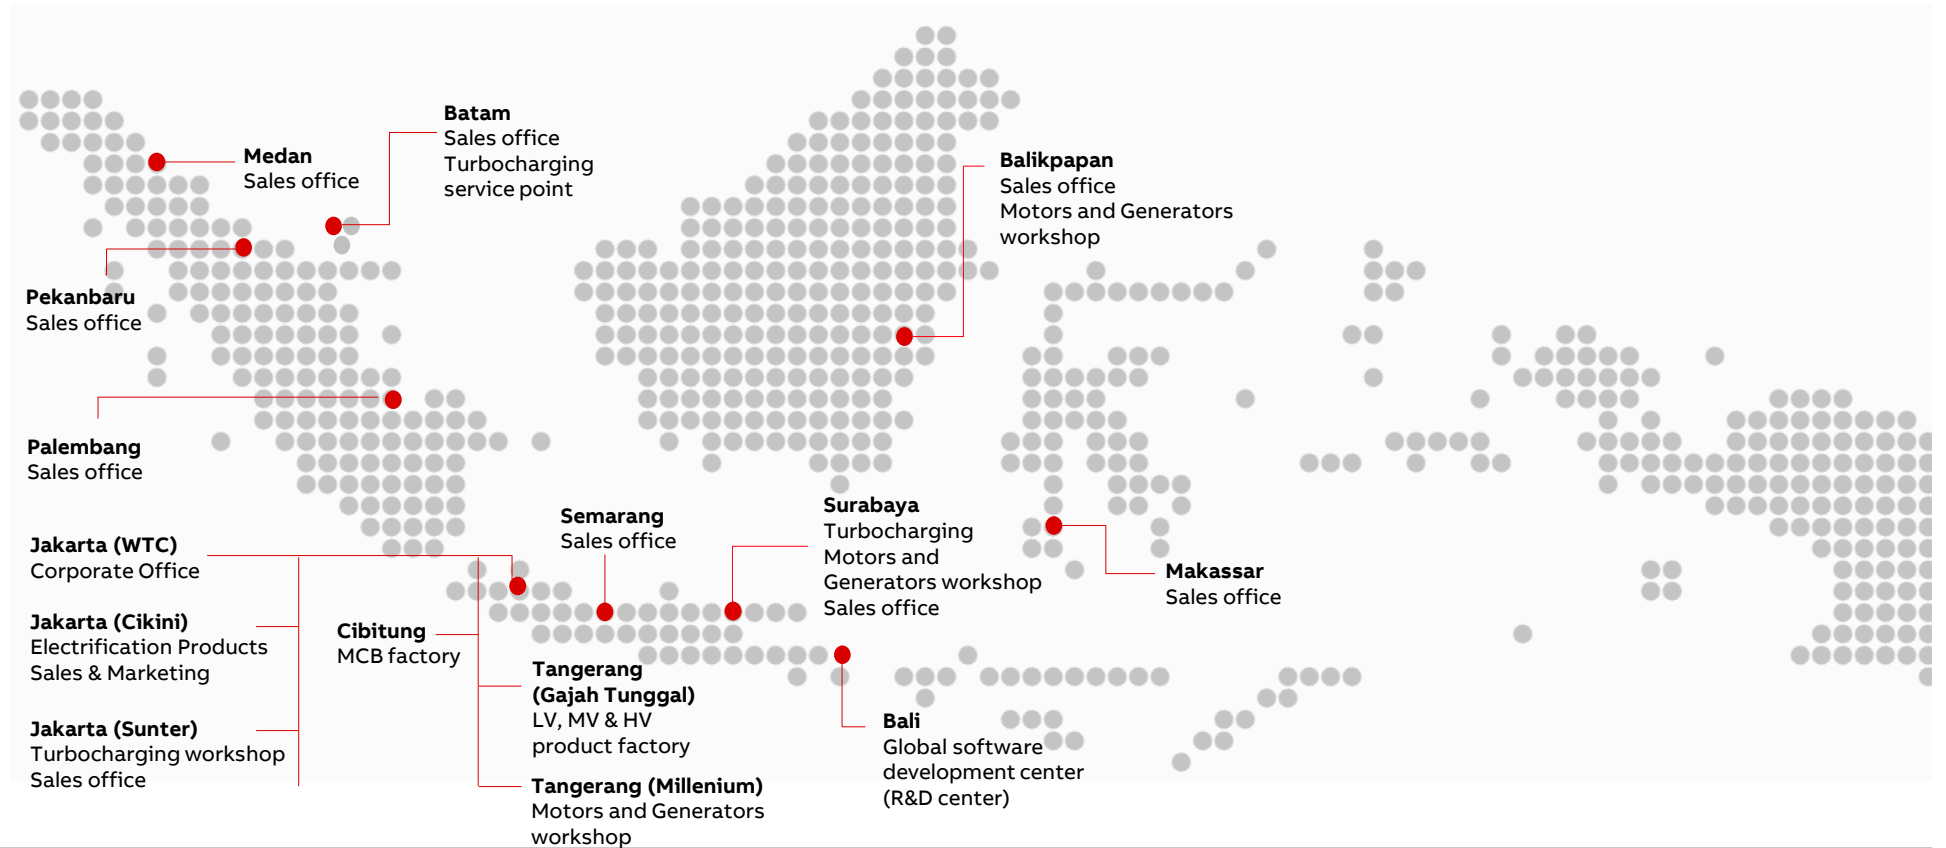 Batam
Sales office
Turbocharging
service point
Medan
Sales office
Balikpapan
Sales office
Motors and Generators
workshop
Pekanbaru
Sales office
Palembang
Sales office
Jakarta (WTC)
Corporate Office
Jakarta (Cikini)
Electrification Products
Sales & Marketing
Jakarta (Sunter)
Turbocharging workshop
Sales office
Cibitung
MCB factory
Semarang
Sales office
Tangerang
(Gajah Tunggal)
LV, MV & HV
product factory
Tangerang (Millenium)
Motors and Generators
workshop
Surabaya
Turbocharging
Motors and
Generators workshop
Sales office
Bali
Global software
development center
(R&D center)
Makassar
Sales office